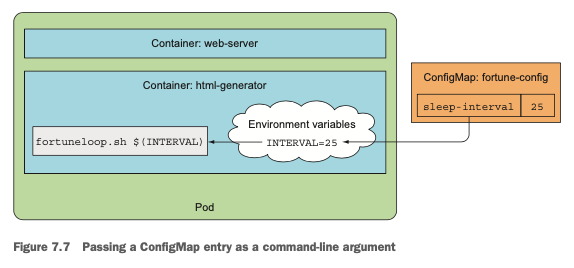 Container: web-server
Container: html-generator
Environment variables
INTERVAL=25
fortuneloop.sh $(INTERVAL)
Pod
ConfigMap: fortune-config
sleep-interval 25
Figure 7.7 Passing a ConfigMap entry as a command-line argument